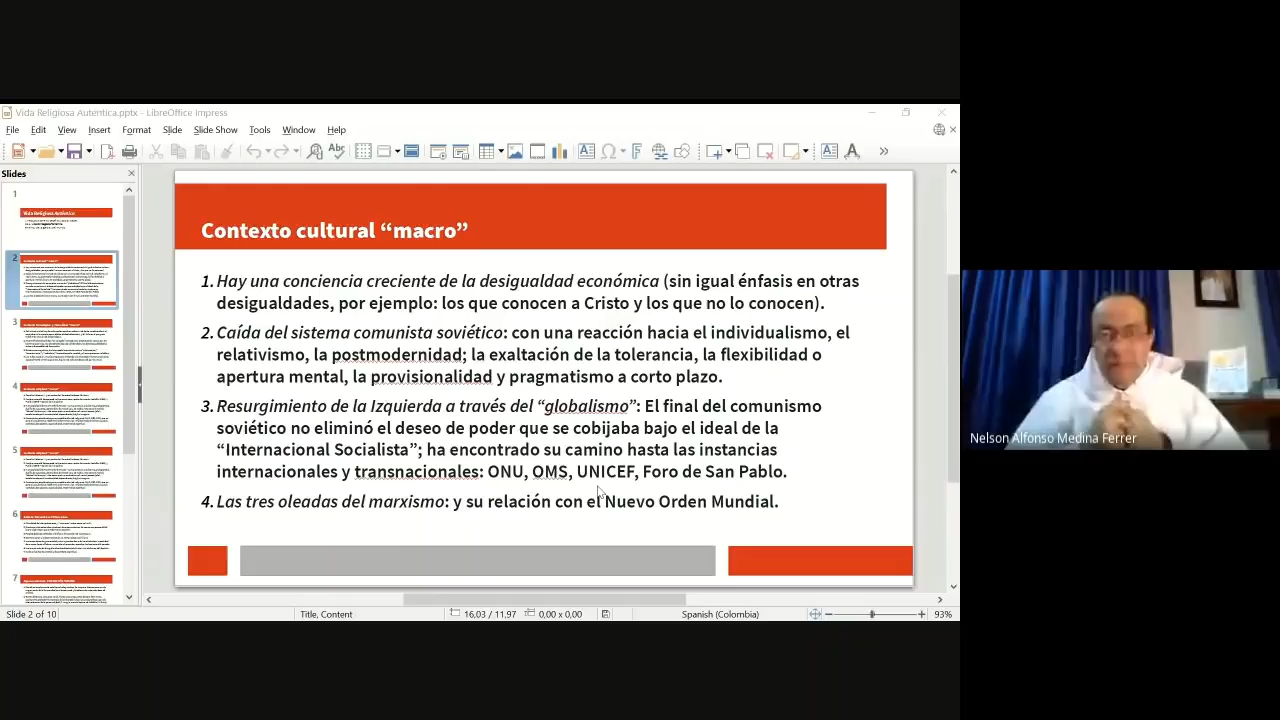 Vida Religiosa Autentica.pptx - LibreOffice Impress
File Edit View Insert Format Slide Slide Show Tools Window Help
Slides
1
2
3
4
5
6
7
Contexto cultural “macro”
1. Hay una conciencia creciente de la desigualdad económica (sin igual énfasis en otras
desigualdades, por ejemplo: los que conocen a Cristo y los que no lo conocen).
2. Caída del sistema comunista soviético: con una reacción hacia el individualismo, el
relativismo, la postmodernidad; la exaltación de la tolerancia, la flexibilidad o
apertura mental, la provisionalidad y pragmatismo a corto plazo.
3. Resurgimiento de la Izquierda a través del “globalismo”: El final del comunismo
soviético no eliminó el deseo de poder que se cobijaba bajo el ideal de la
“Internacional Socialista”; ha encontrado su camino hasta las instancias
internacionales y transnacionales: ONU, OMS, UNICEF, Foro de San Pablo.
4. Las tres oleadas del marxismo: y su relación con el Nuevo Orden Mundial.
Nelson Alfonso Medina Ferrer
Slide 2 of 10 Title, Content 16,03 / 11,97 0,00 x 0,00 Spanish (Colombia) 93%